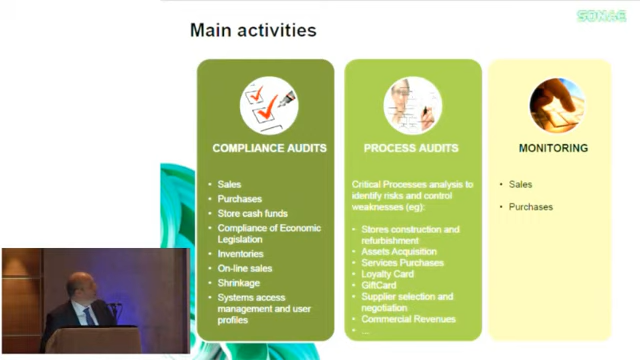 SONAE
Main activities
COMPLIANCE AUDITS
• Sales
• Purchases
• Store cash funds
• Compliance of Economic
Legislation
• Inventories
• On-line sales
• Shrinkage
• Systems access
management and user
profiles
PROCESS AUDITS
Critical Processes analysis to
identify risks and control
weaknesses (eg):
• Stores construction and
refurbishment
• Assets Acquisition
• Services Purchases
• Loyalty Card
• GiftCard
• Supplier selection and
negotiation
• Commercial Revenues
• ...
MONITORING
• Sales
• Purchases